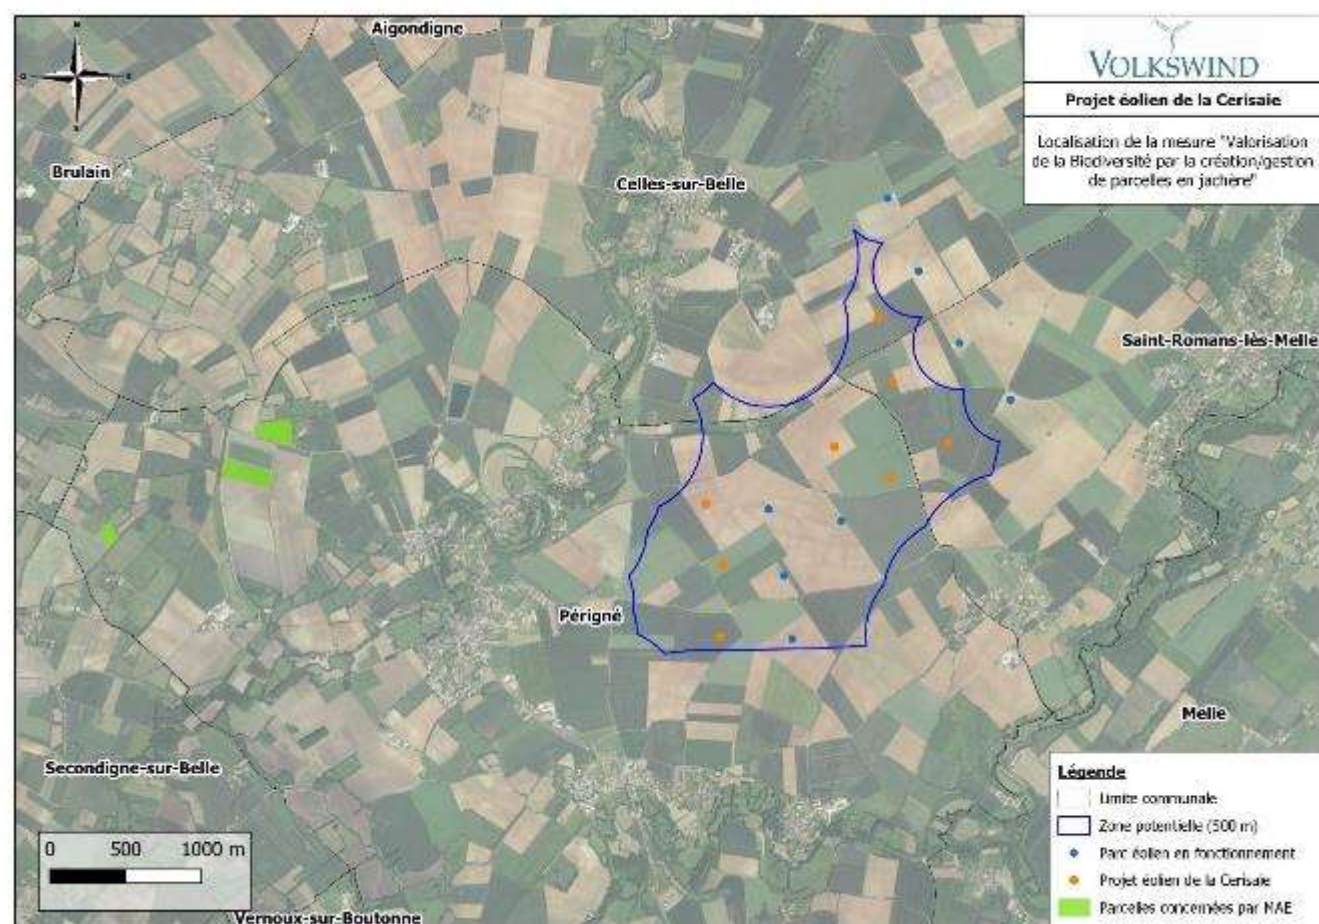 Aigondigne
VOLKSWIND
Projet éolien de la Cerisaie
Localisation de la mesure "Valorisation
de la Biodiversité par la création/gestion
de parcelles en jachère"
Brulain
Celles-sur-Belle
Saint-Romans-lès-Melle
Périgné
Melle
Secondigne-sur-Belle
Légende
Limite communale
Zone potentielle (500 m)
Parc éolien en fonctionnement
Projet éolien de la Cerisaie
Parcelles concernées par MAE
0 500 1000 m
Vernoux-sur-Boutonne